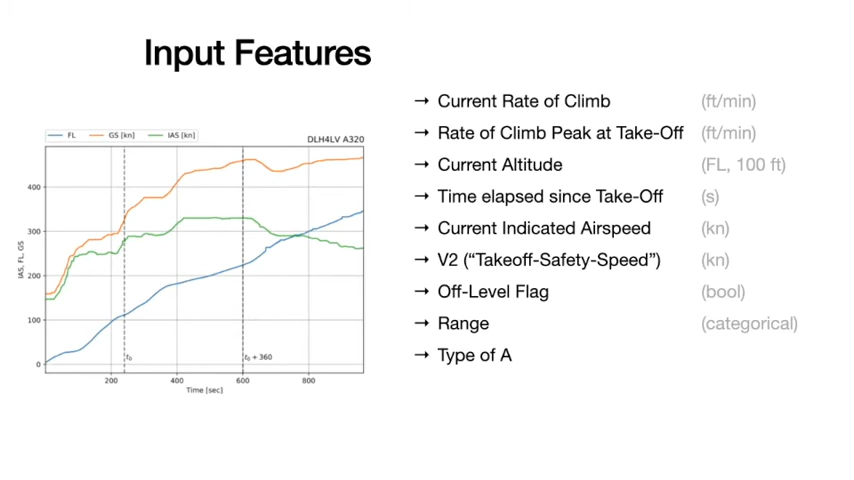 Input Features
FL GS [kn] IAS [kn]
DLH4LV A320
400
300
200
100
0
IAS, FL, GS
t₀
t₀ + 360
200 400 600 800
Time [sec]
→ Current Rate of Climb (ft/min)
→ Rate of Climb Peak at Take-Off (ft/min)
→ Current Altitude (FL, 100 ft)
→ Time elapsed since Take-Off (s)
→ Current Indicated Airspeed (kn)
→ V2 (“Takeoff-Safety-Speed”) (kn)
→ Off-Level Flag (bool)
→ Range (categorical)
→ Type of A